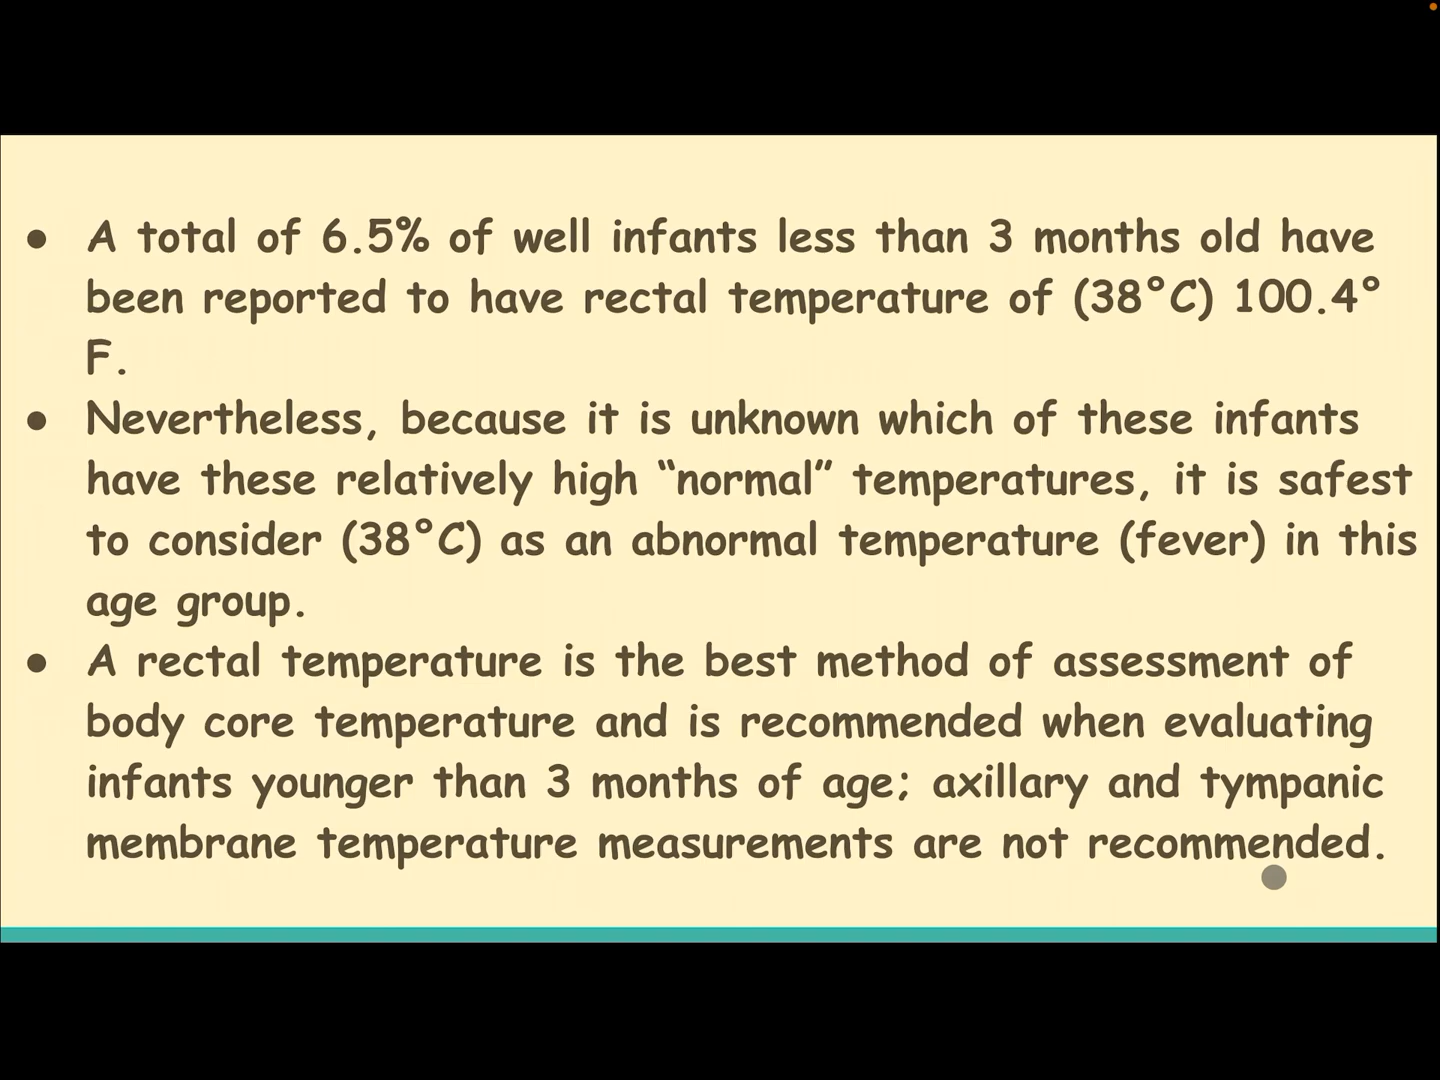 ● A total of 6.5% of well infants less than 3 months old have
been reported to have rectal temperature of (38°C) 100.4°
F.
● Nevertheless, because it is unknown which of these infants
have these relatively high “normal” temperatures, it is safest
to consider (38°C) as an abnormal temperature (fever) in this
age group.
● A rectal temperature is the best method of assessment of
body core temperature and is recommended when evaluating
infants younger than 3 months of age; axillary and tympanic
membrane temperature measurements are not recommended.